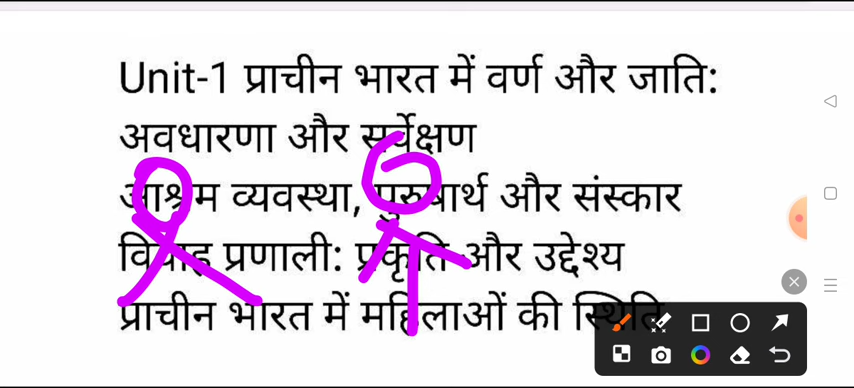 Unit-1 प्राचीन भारत में वर्ण और जाति:
अवधारणा और सर्वेक्षण
आश्रम व्यवस्था, पुरुषार्थ और संस्कार
विवाह प्रणाली: प्रकृति और उद्देश्य
प्राचीन भारत में महिलाओं की स्थिति